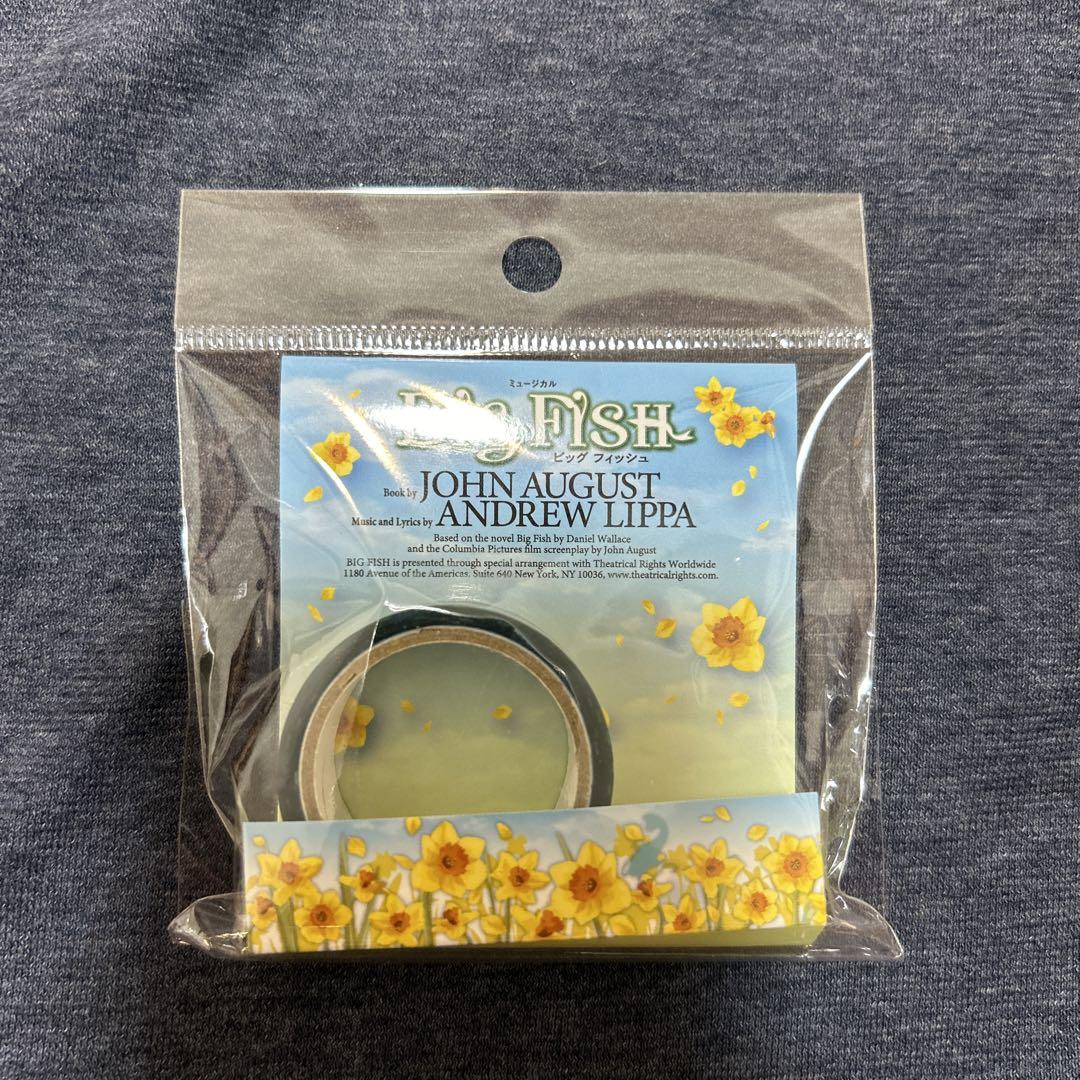 ミュージカル
BIG FISH
ビッグ フィッシュ
Book by JOHN AUGUST
Music and Lyrics by ANDREW LIPPA
Based on the novel Big Fish by Daniel Wallace
and the Columbia Pictures film screenplay by John August
BIG FISH is presented through special arrangement with Theatrical Rights Worldwide
1180 Avenue of the Americas, Suite 640 New York, NY 10036, www.theatricalrights.com.